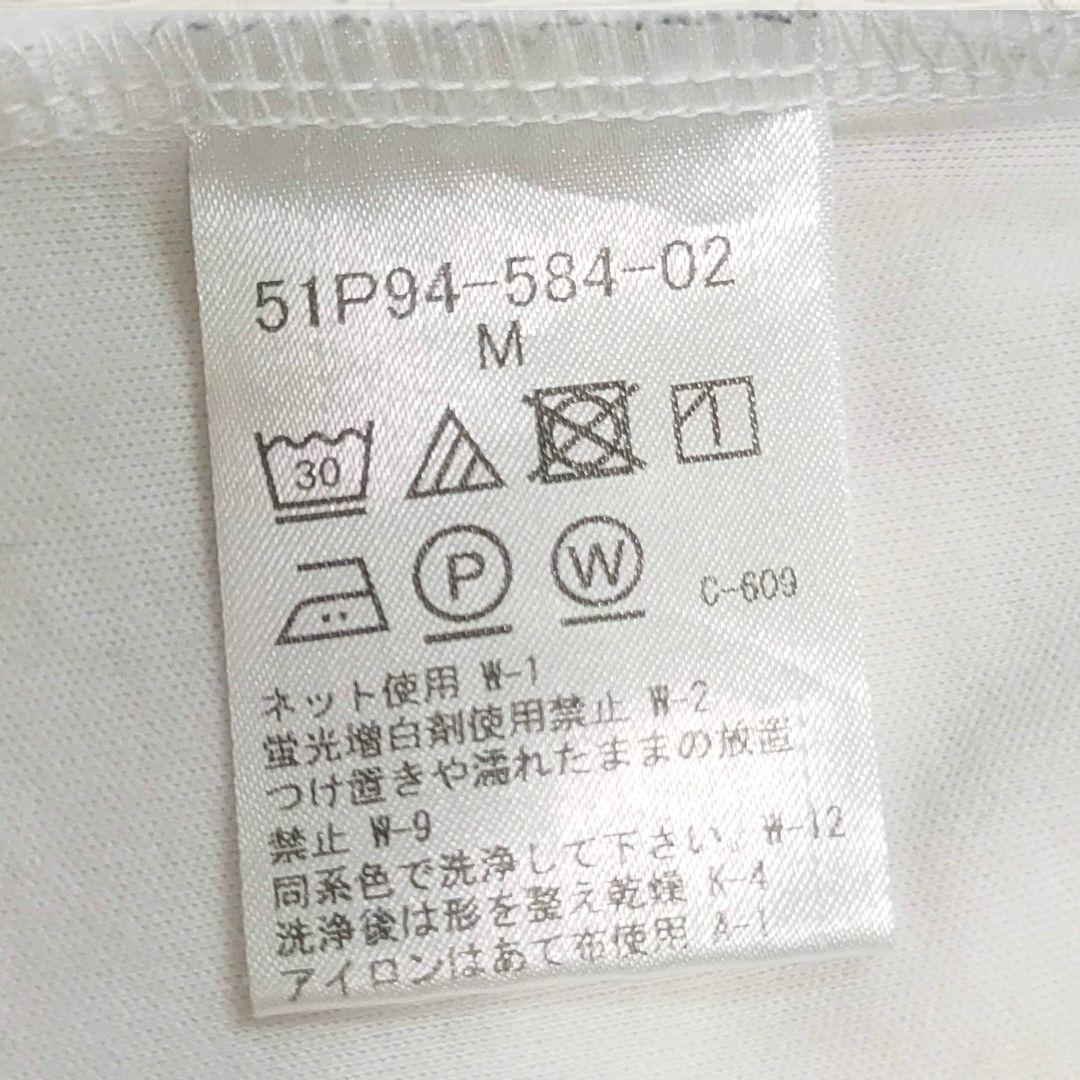 51P94-584-02
M
30
P W C-609
ネット使用 W-1
蛍光増白剤使用禁止 W-2
つけ置きや濡れたままの放置
禁止 W-9
同系色で洗浄して下さい。W-12
洗浄後は形を整え乾燥 K-4
アイロンはあて布使用 A-1